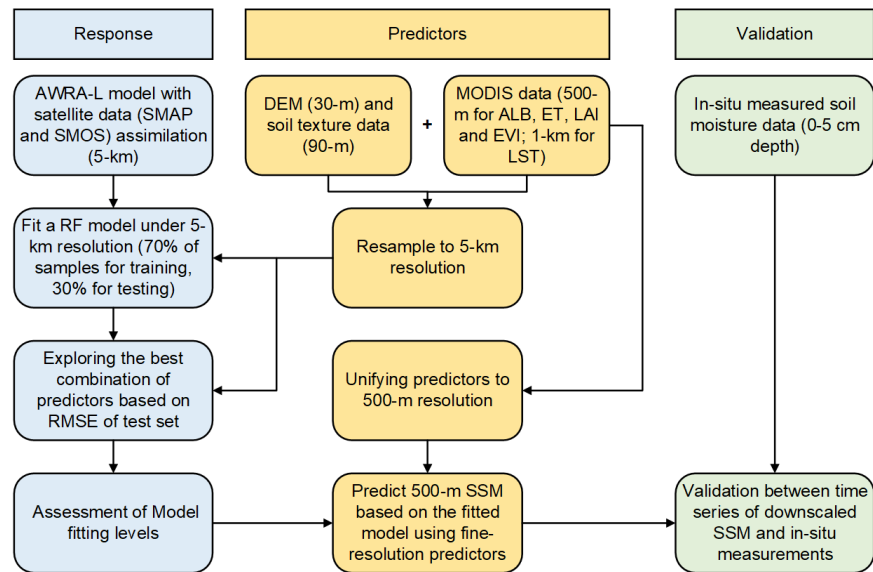 Response
Predictors
Validation
AWRA-L model with
satellite data (SMAP
and SMOS) assimilation
(5-km)
DEM (30-m) and
soil texture data
(90-m)
+
MODIS data (500-
m for ALB, ET, LAI
and EVI; 1-km for
LST)
In-situ measured soil
moisture data (0-5 cm
depth)
Fit a RF model under 5-
km resolution (70% of
samples for training,
30% for testing)
Resample to 5-km
resolution
Exploring the best
combination of
predictors based on
RMSE of test set
Unifying predictors to
500-m resolution
Assessment of Model
fitting levels
Predict 500-m SSM
based on the fitted
model using fine-
resolution predictors
Validation between time
series of downscaled
SSM and in-situ
measurements